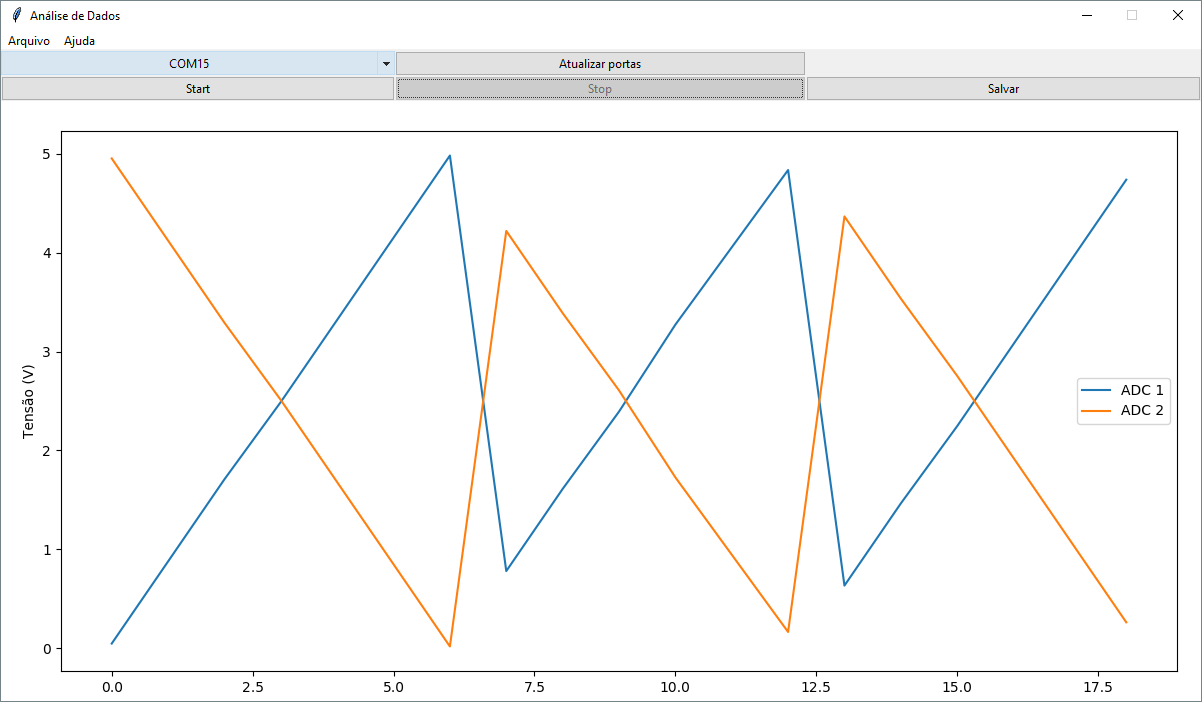 Análise de Dados
Arquivo Ajuda
COM15 Atualizar portas
Start Stop Salvar
5
4
3
2
1
0
Tensão (V)
ADC 1
ADC 2
0.0 2.5 5.0 7.5 10.0 12.5 15.0 17.5